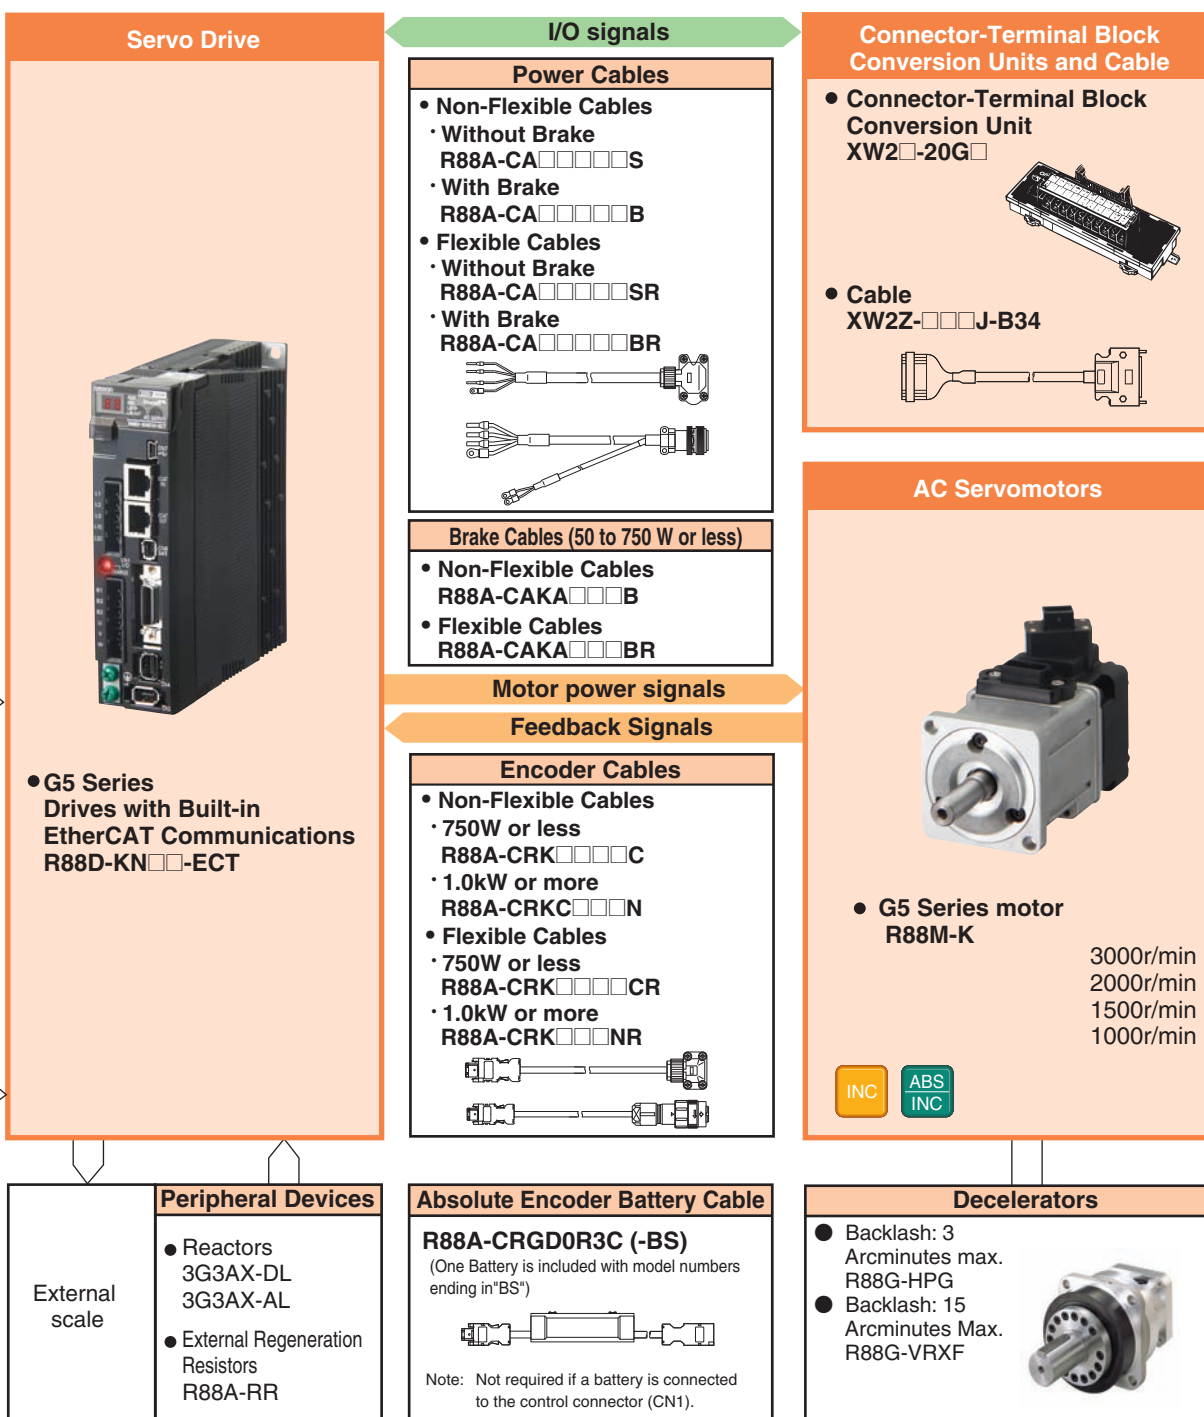 Servo Drive
G5 Series
Drives with Built-in
EtherCAT Communications
R88D-KN□□-ECT
I/O signals
Power Cables
• Non-Flexible Cables
・Without Brake
R88A-CA□□□□□S
・With Brake
R88A-CA□□□□□B
• Flexible Cables
・Without Brake
R88A-CA□□□□□SR
・With Brake
R88A-CA□□□□□BR
Brake Cables (50 to 750 W or less)
• Non-Flexible Cables
R88A-CAKA□□□B
• Flexible Cables
R88A-CAKA□□□BR
Motor power signals
Feedback Signals
Encoder Cables
• Non-Flexible Cables
・750W or less
R88A-CRK□□□□C
・1.0kW or more
R88A-CRKC□□□N
• Flexible Cables
・750W or less
R88A-CRK□□□□CR
・1.0kW or more
R88A-CRK□□□NR
Connector-Terminal Block
Conversion Units and Cable
● Connector-Terminal Block
Conversion Unit
XW2□-20G□
● Cable
XW2Z-□□□J-B34
AC Servomotors
● G5 Series motor
R88M-K
3000r/min
2000r/min
1500r/min
1000r/min
INC
ABS
INC
External
scale
Peripheral Devices
● Reactors
3G3AX-DL
3G3AX-AL
● External Regeneration
Resistors
R88A-RR
Absolute Encoder Battery Cable
R88A-CRGD0R3C (-BS)
(One Battery is included with model numbers
ending in"BS")
Note: Not required if a battery is connected
to the control connector (CN1).
Decelerators
● Backlash: 3
Arcminutes max.
R88G-HPG
● Backlash: 15
Arcminutes Max.
R88G-VRXF